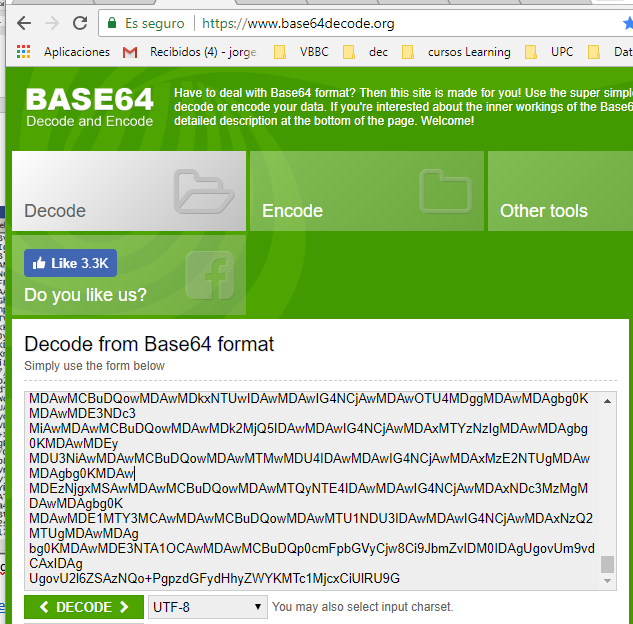 Es seguro | https://www.base64decode.org
Aplicaciones Recibidos (4) - jorge VBBC dec cursos Learning UPC Dat
BASE64
Decode and Encode
Have to deal with Base64 format? Then this site is made for you! Use the super simpl
decode or encode your data. If you're interested about the inner workings of the Base6
detailed description at the bottom of the page. Welcome!
Decode
Encode
Other tools
Like 3.3K
Do you like us?
Decode from Base64 format
Simply use the form below
MDAwMCBuDQowMDAwMDkxNTUwIDAwMDAwIG4NCjAwMDAwOTU4MDggMDAwMDAgbg0K
MDAwMDE3NDc3
MiAwMDAwMCBuDQowMDAwMDk2MjQ5IDAwMDAwIG4NCjAwMDAxMTYzNzIgMDAwMDAgbg
0KMDAwMDEy
MDU3NiAwMDAwMCBuDQowMDAwMTMwMDU4IDAwMDAwIG4NCjAwMDAxMzE2NTUgMDAw
MDAgbg0KMDAw
MDEzNjgxMSAwMDAwMCBuDQowMDAwMTQyNTE4IDAwMDAwIG4NCjAwMDAxNDc3MzMgM
DAwMDAgbg0K
MDAwMDE1MTY3MCAwMDAwMCBuDQowMDAwMTU1NDU3IDAwMDAwIG4NCjAwMDAxNzQ2
MTUgMDAwMDAg
bg0KMDAwMDE3NTA1OCAwMDAwMCBuDQp0cmFpbGVyCjw8Ci9JbmZvIDM0IDAgUgovUm9vd
CAxIDAg
UgovU2l6ZSAzNQo+PgpzdGFydHhyZWYKMTc1MjcxCiUlRU9G
DECODE
UTF-8
You may also select input charset.